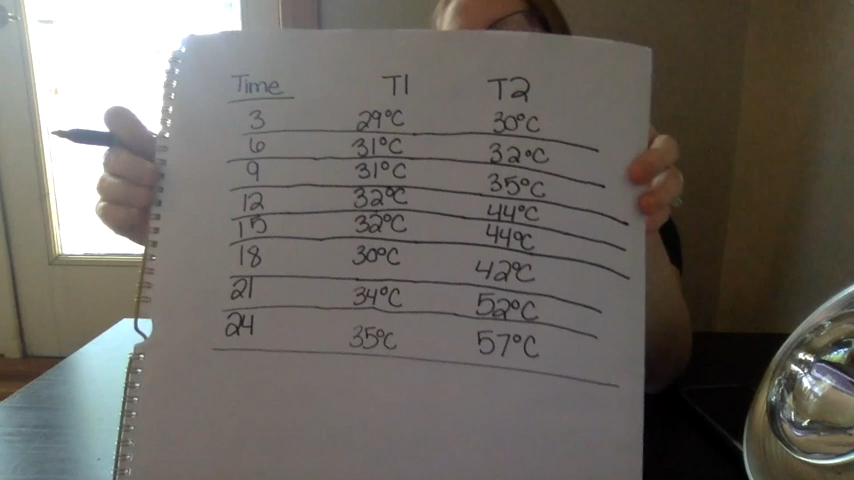 Time T1 T2
3 29°C 30°C
6 31°C 32°C
9 31°C 35°C
12 32°C 44°C
15 32°C 44°C
18 30°C 42°C
21 34°C 52°C
24 35°C 57°C